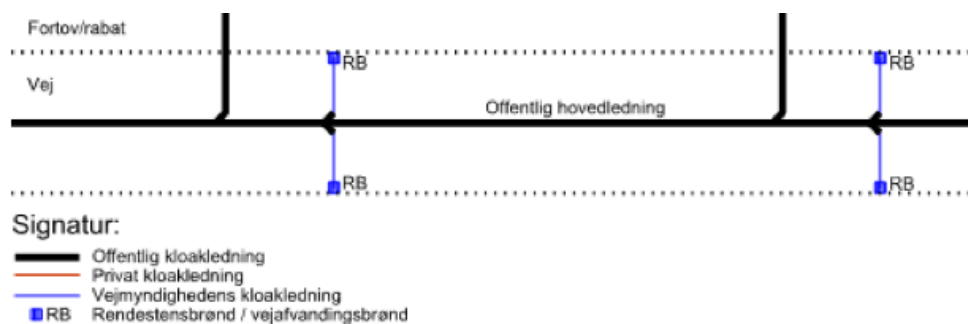 Fortov/rabat
RB
RB
Vej
Offentlig hovedledning
RB
RB
Signatur:
Offentlig kloakledning
Privat kloakledning
Vejmyndighedens kloakledning
RB Rendestensbrønd / vejafvandingsbrønd